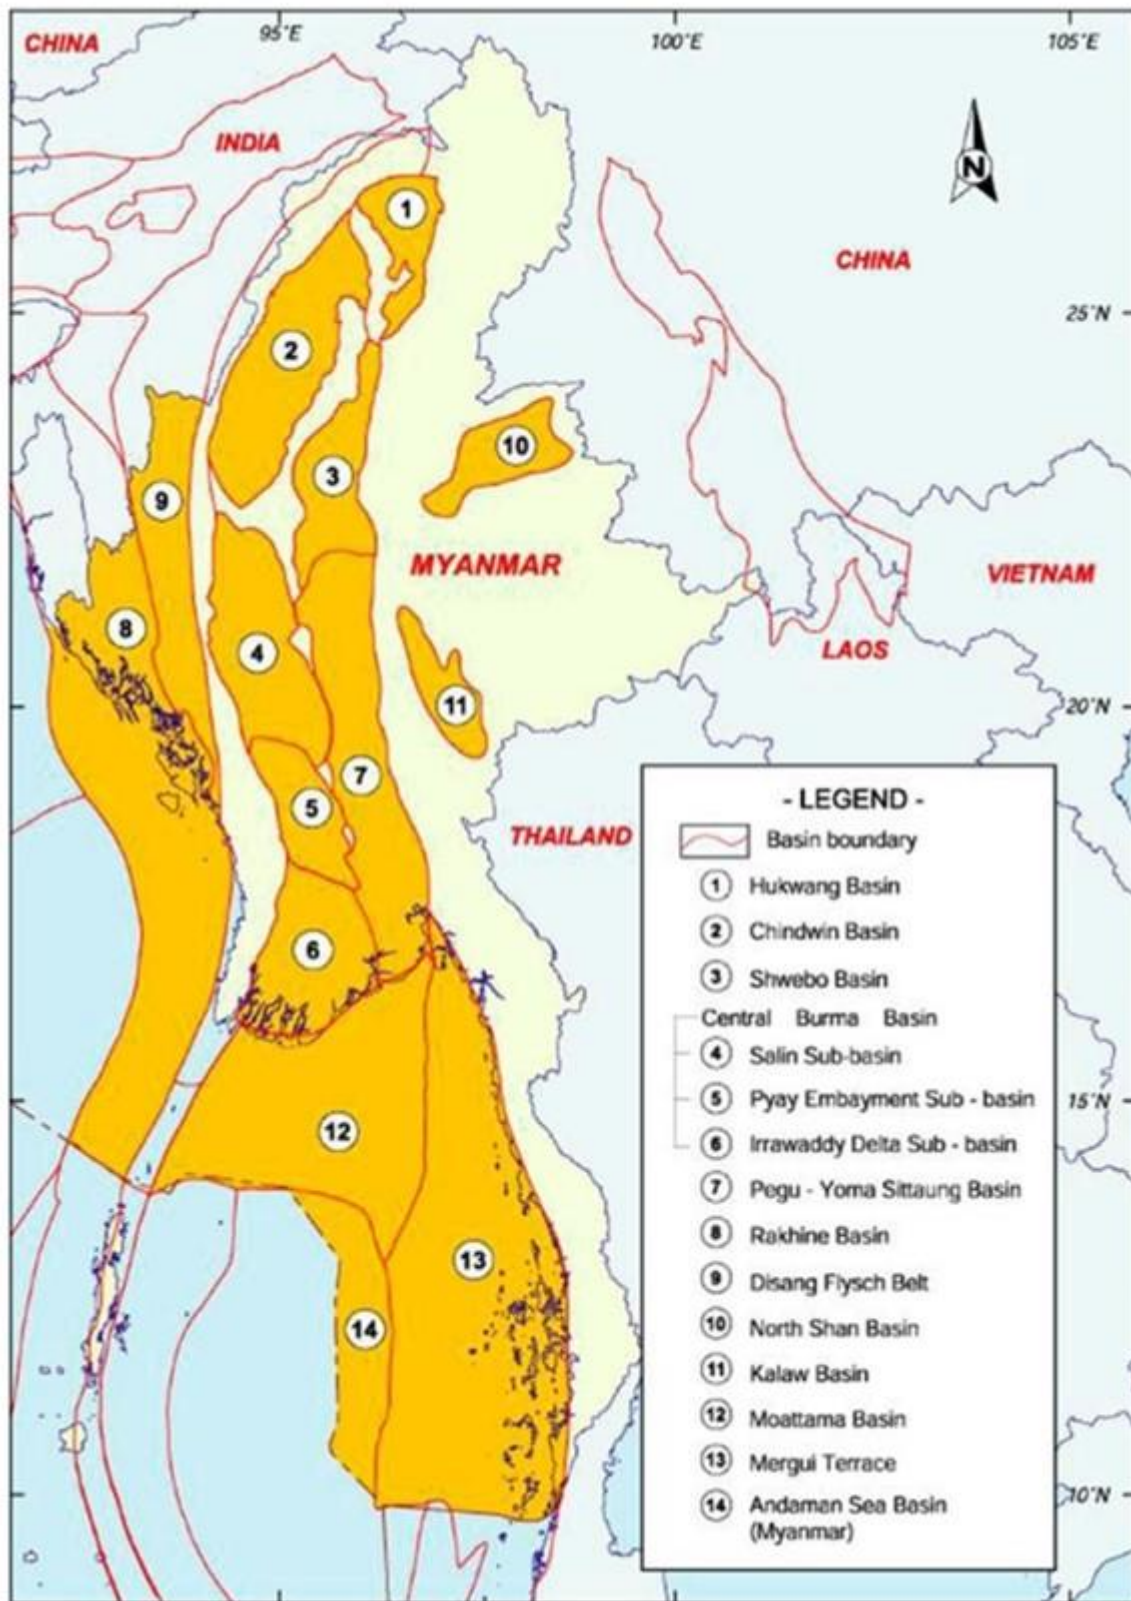 95°E 100°E 105°E
CHINA
INDIA
N
CHINA
25°N
1
2
3
10
9
MYANMAR
VIETNAM
8
4
LAOS
11
20°N
7
5
THAILAND
6
12
15°N
13
14
10°N
- LEGEND -
Basin boundary
1 Hukwang Basin
2 Chindwin Basin
3 Shwebo Basin
Central Burma Basin
4 Salin Sub-basin
5 Pyay Embayment Sub - basin
6 Irrawaddy Delta Sub - basin
7 Pegu - Yoma Sittaung Basin
8 Rakhine Basin
9 Disang Flysch Belt
10 North Shan Basin
11 Kalaw Basin
12 Moattama Basin
13 Mergui Terrace
14 Andaman Sea Basin
(Myanmar)